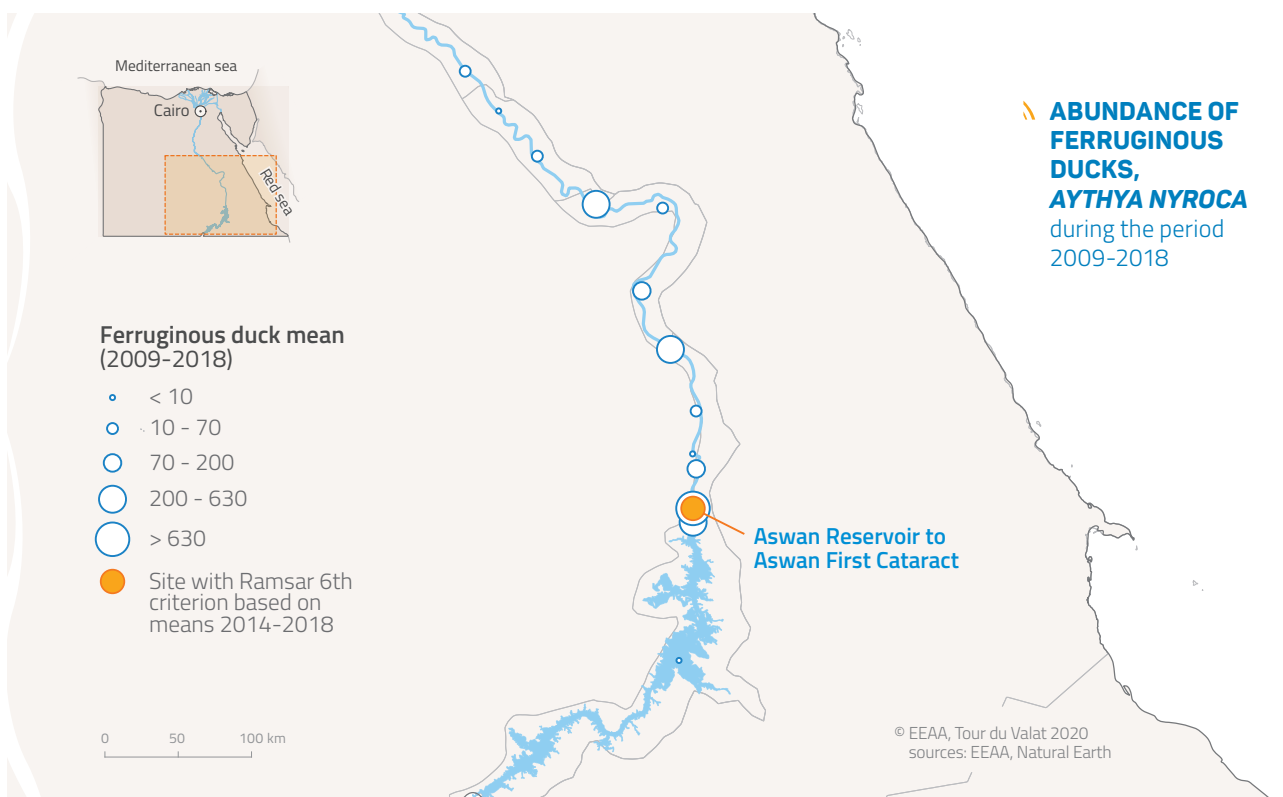 Mediterranean sea
Cairo
Red sea
ABUNDANCE OF
FERRUGINOUS
DUCKS,
AYTHYA NYROCA
during the period
2009-2018
Ferruginous duck mean
(2009-2018)
< 10
10 - 70
70 - 200
200 - 630
> 630
Site with Ramsar 6th
criterion based on
means 2014-2018
Aswan Reservoir to
Aswan First Cataract
0 50 100 km
© EEAA, Tour du Valat 2020
sources: EEAA, Natural Earth